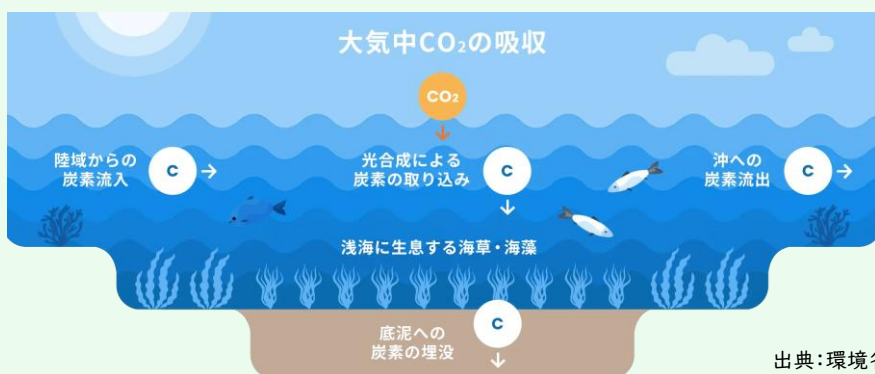 大気中CO₂の吸収
CO₂
陸域からの
炭素流入
C
光合成による
炭素の取り込み
C
沖への
炭素流出
C
浅海に生息する海草・海藻
底泥への
炭素の埋没
C
出典:環境